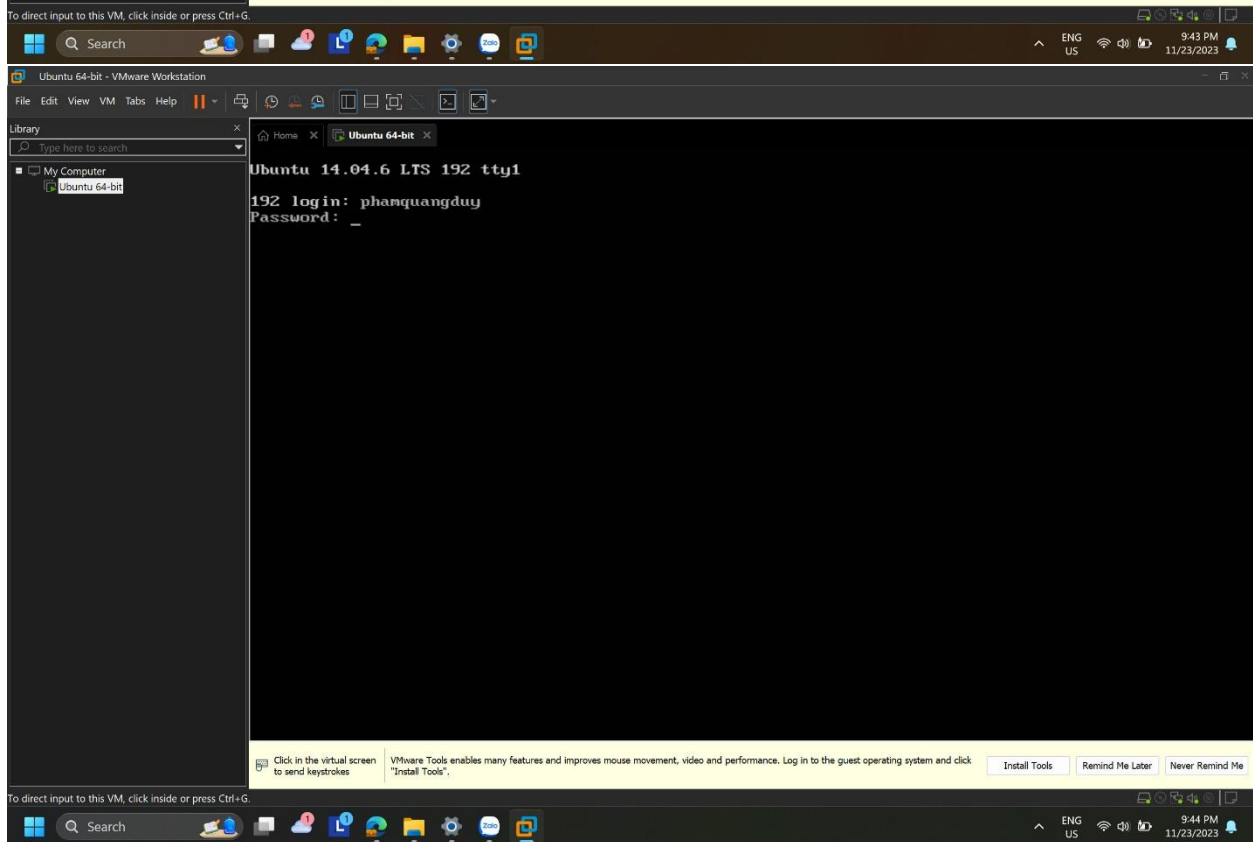 To direct input to this VM, click inside or press Ctrl+G.
Search
1
L
1
Zalo
ENG
US
9:43 PM
11/23/2023
Ubuntu 64-bit - VMware Workstation
File Edit View VM Tabs Help
Library
Type here to search
My Computer
Ubuntu 64-bit
Home
Ubuntu 64-bit
Ubuntu 14.04.6 LTS 192 tty1
192 login: phamquangduy
Password: _
Click in the virtual screen
to send keystrokes
VMware Tools enables many features and improves mouse movement, video and performance. Log in to the guest operating system and click
"Install Tools".
Install Tools
Remind Me Later
Never Remind Me
To direct input to this VM, click inside or press Ctrl+G.
Search
1
L
1
Zalo
ENG
US
9:44 PM
11/23/2023